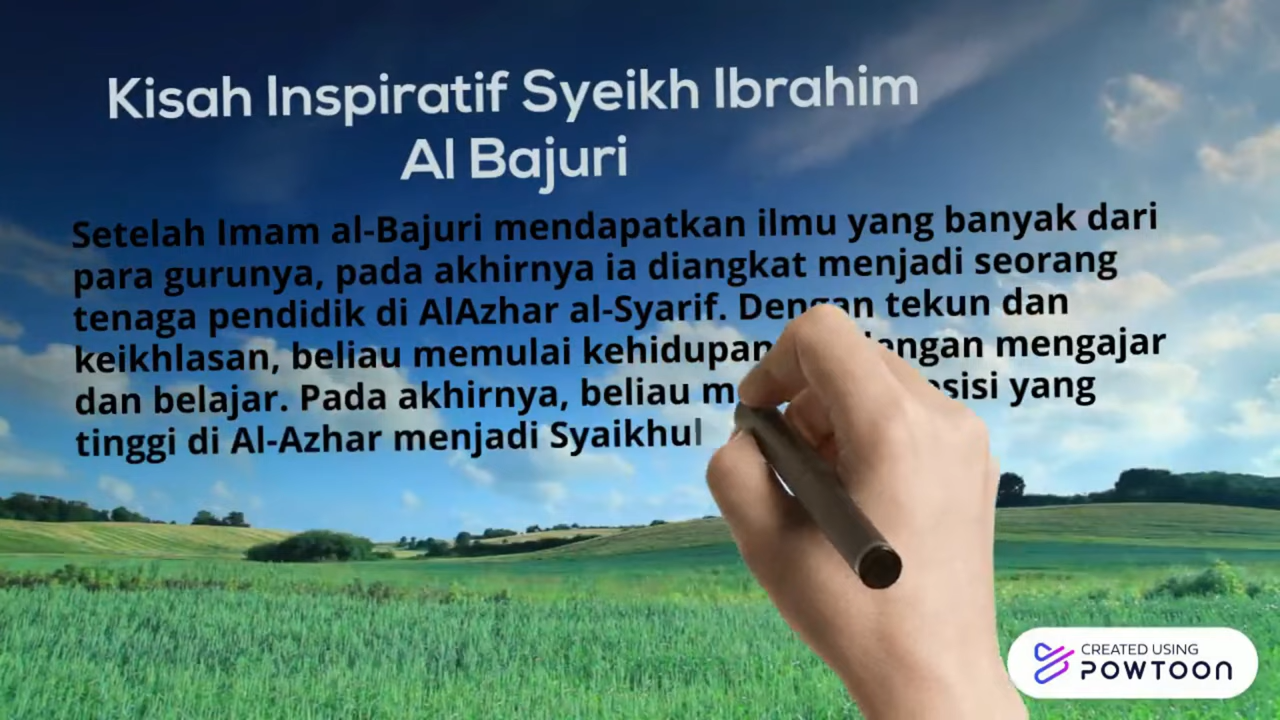 Kisah Inspiratif Syeikh Ibrahim
Al Bajuri
Setelah Imam al-Bajuri mendapatkan ilmu yang banyak dari
para gurunya, pada akhirnya ia diangkat menjadi seorang
tenaga pendidik di AlAzhar al-Syarif. Dengan tekun dan
keikhlasan, beliau memulai kehidupan mengajar
dan belajar. Pada akhirnya, beliau yang
tinggi di Al-Azhar menjadi Syaikhul
CREATED USING
POWTOON